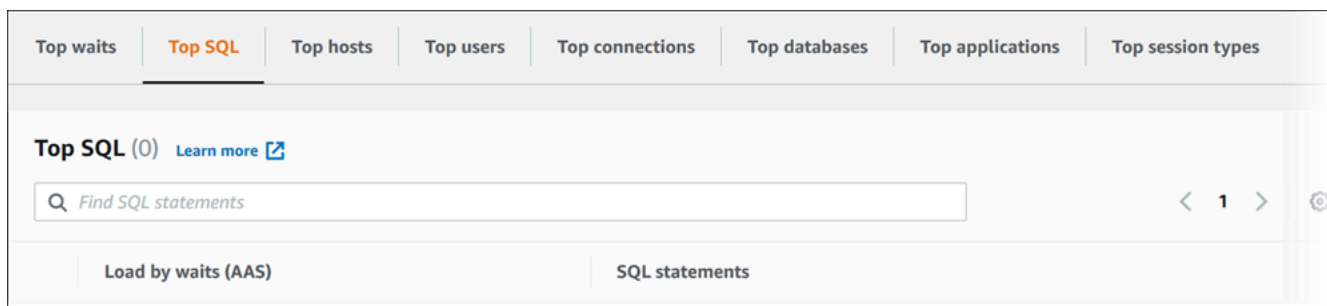 Top waits Top SQL Top hosts Top users Top connections Top databases Top applications Top session types
Top SQL (0) Learn more
Find SQL statements
1
Load by waits (AAS) SQL statements